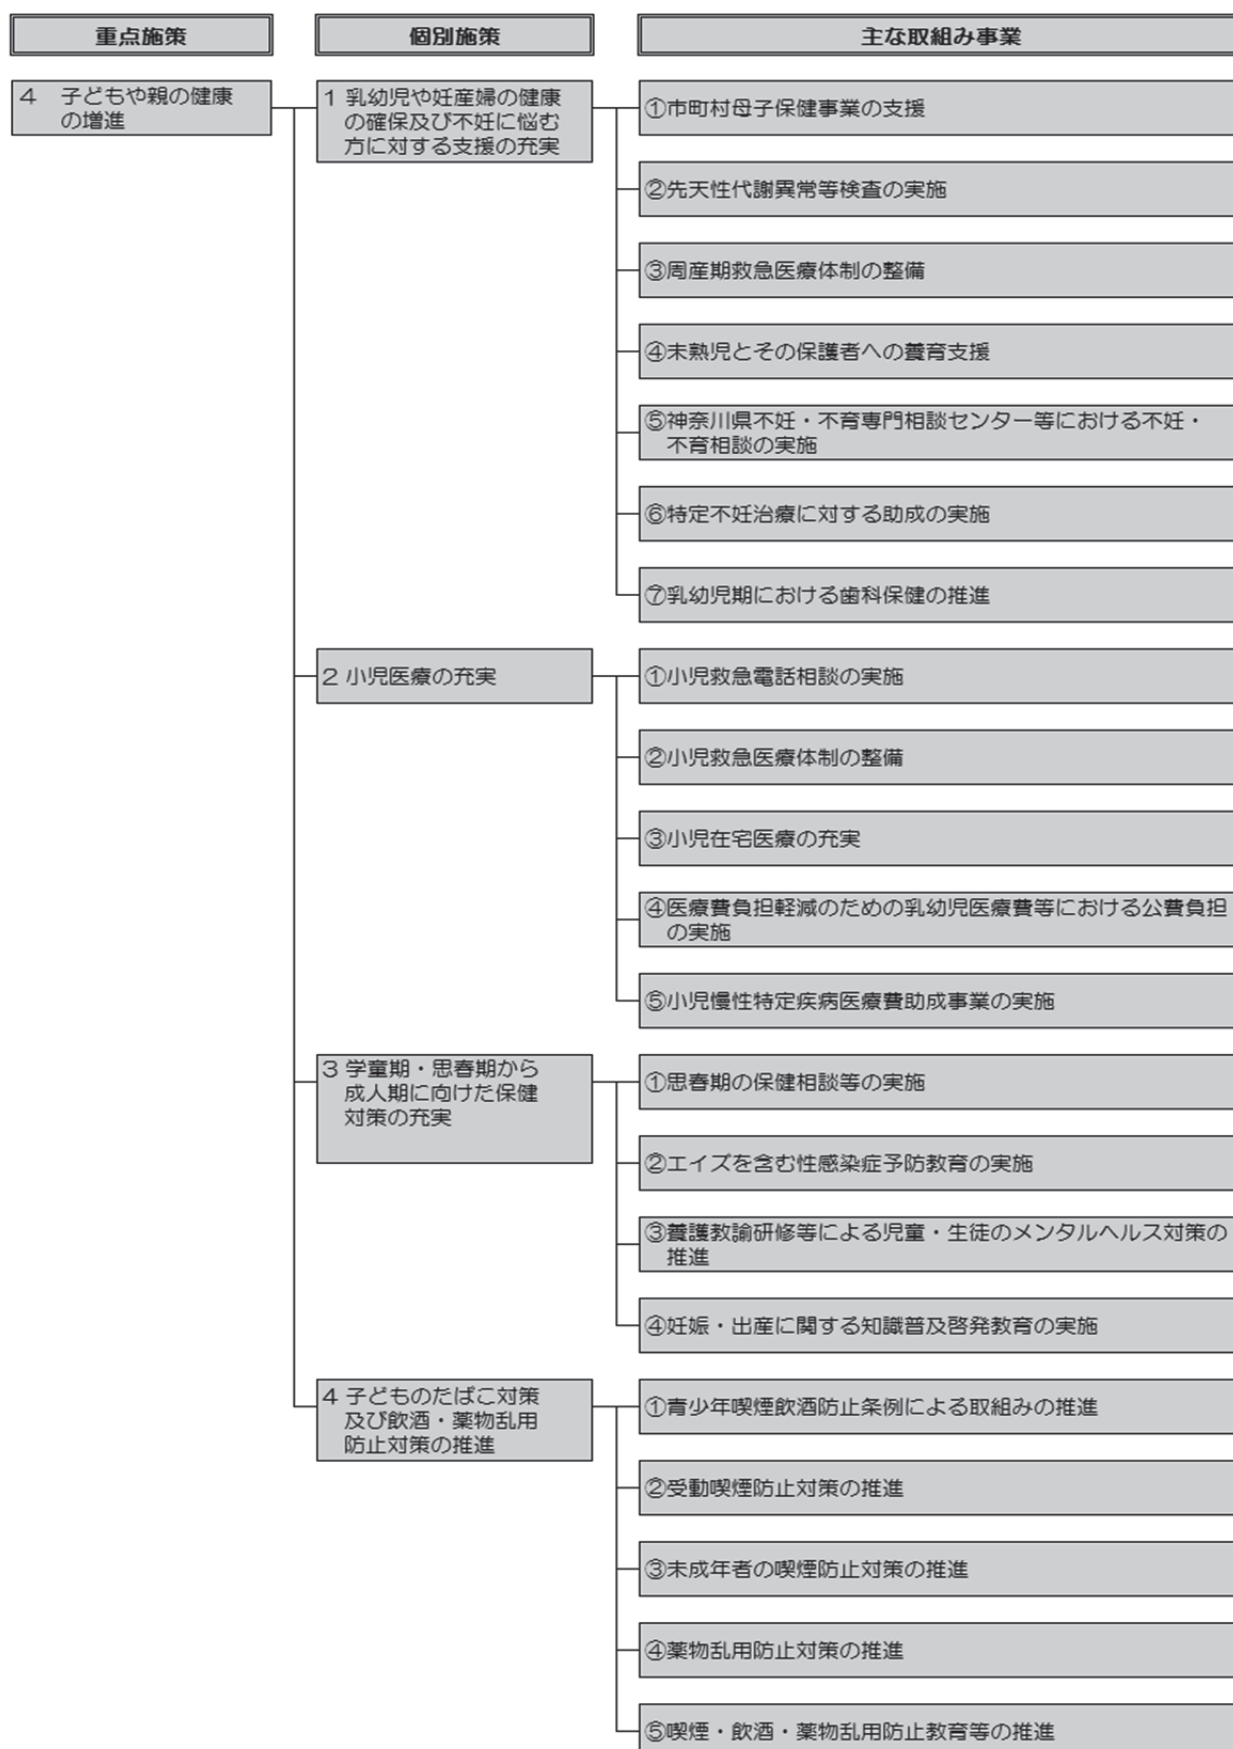 重点施策
個別施策
主な取組み事業
4 子どもや親の健康
の増進
1 乳幼児や妊産婦の健康
の確保及び不妊に悩む
方に対する支援の充実
①市町村母子保健事業の支援
②先天性代謝異常等検査の実施
③周産期救急医療体制の整備
④未熟児とその保護者への養育支援
⑤神奈川県不妊・不育専門相談センター等における不妊・
不育相談の実施
⑥特定不妊治療に対する助成の実施
⑦乳幼児期における歯科保健の推進
2 小児医療の充実
①小児救急電話相談の実施
②小児救急医療体制の整備
③小児在宅医療の充実
④医療費負担軽減のための乳幼児医療費等における公費負担
の実施
⑤小児慢性特定疾病医療費助成事業の実施
3 学童期・思春期から
成人期に向けた保健
対策の充実
①思春期の保健相談等の実施
②エイズを含む性感染症予防教育の実施
③養護教諭研修等による児童・生徒のメンタルヘルス対策の
推進
④妊娠・出産に関する知識普及啓発教育の実施
4 子どものたばこ対策
及び飲酒・薬物乱用
防止対策の推進
①青少年喫煙飲酒防止条例による取組みの推進
②受動喫煙防止対策の推進
③未成年者の喫煙防止対策の推進
④薬物乱用防止対策の推進
⑤喫煙・飲酒・薬物乱用防止教育等の推進